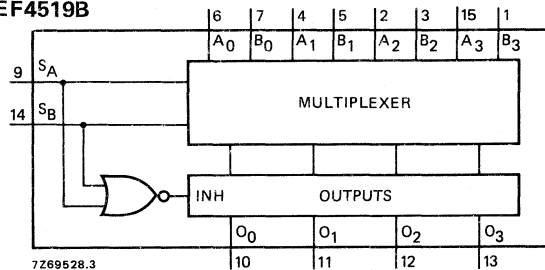 EF4519B
6 7 4 5 2 3 15 1
A0 B0 A1 B1 A2 B2 A3 B3
9 SA
MULTIPLEXER
14 SB
INH OUTPUTS
O0 O1 O2 O3
7Z69528.3 10 11 12 13